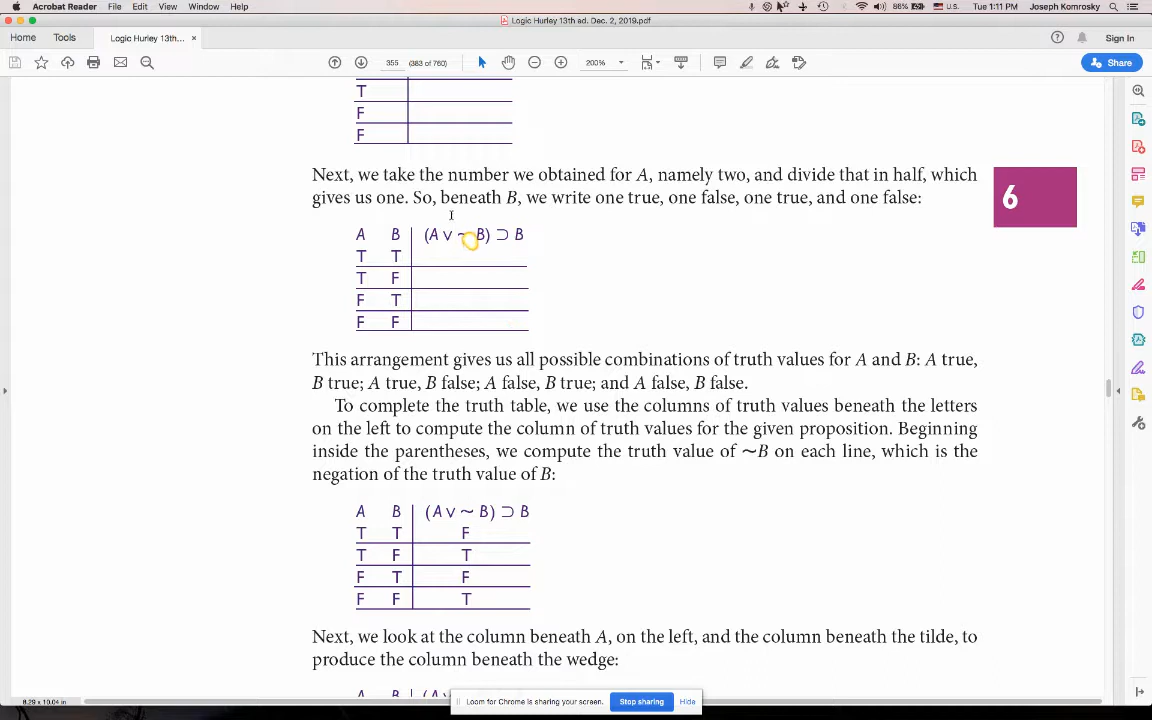 Acrobat Reader File Edit View Window Help 86% U.S. Tue 1:11 PM Joseph Komrosky
Logic Hurley 13th ed. Dec. 2, 2019.pdf
Home Tools Logic Hurley 13th... × Sign In
355 (383 of 760) 200% Share
T
F
F
Next, we take the number we obtained for A, namely two, and divide that in half, which
gives us one. So, beneath B, we write one true, one false, one true, and one false:
6
A B (A ∨ ~ B) ⊃ B
T T
T F
F T
F F
This arrangement gives us all possible combinations of truth values for A and B: A true,
B true; A true, B false; A false, B true; and A false, B false.
To complete the truth table, we use the columns of truth values beneath the letters
on the left to compute the column of truth values for the given proposition. Beginning
inside the parentheses, we compute the truth value of ~B on each line, which is the
negation of the truth value of B:
A B (A ∨ ~ B) ⊃ B
T T F
T F T
F T F
F F T
Next, we look at the column beneath A, on the left, and the column beneath the tilde, to
produce the column beneath the wedge:
A B (A
8.29 x 10.04 in
Loom for Chrome is sharing your screen. Stop sharing Hide